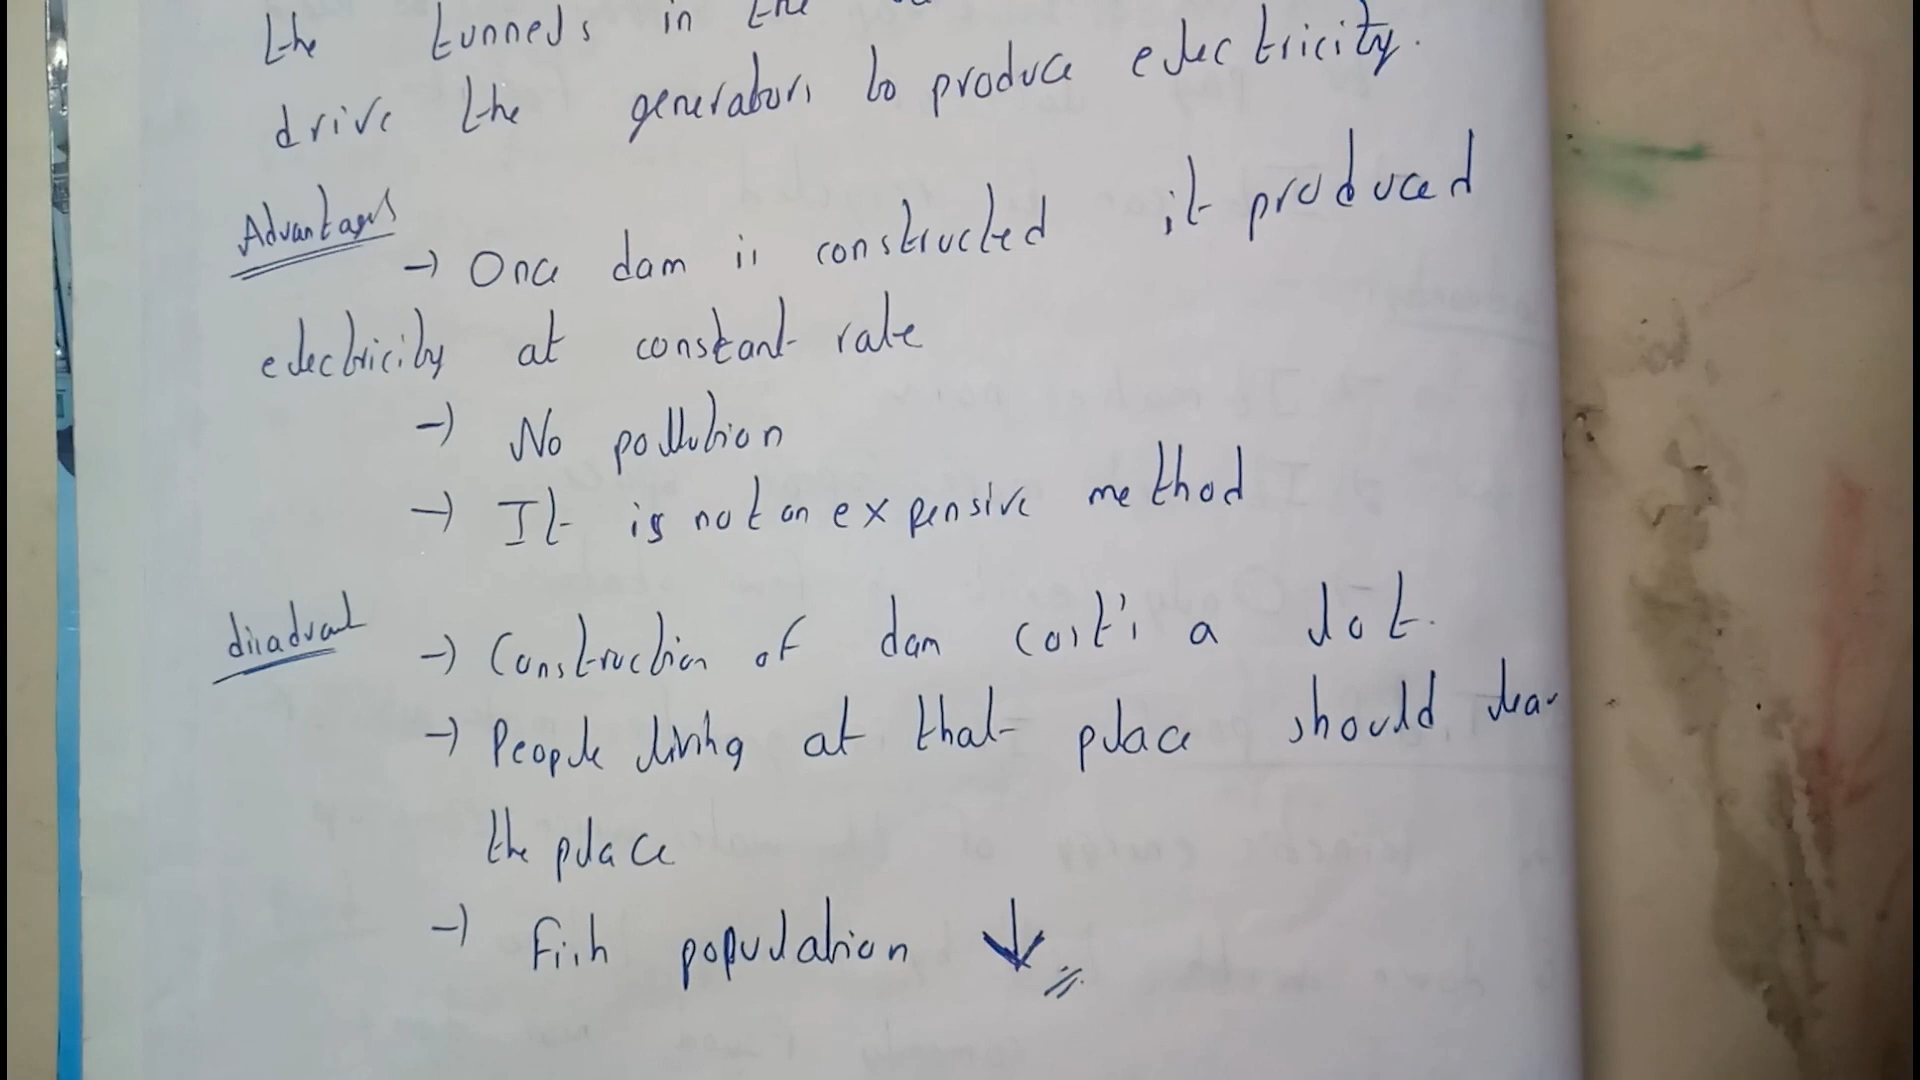 the tunnels in the
drive the generators to produce electricity.
Advantages
→ Once dam is constructed it produced
electricity at constant rate
→ No pollution
→ It is not an expensive method
disadvant
→ Construction of dam costs a lot.
→ People living at that place should leav
the place
→ Fish population ↓